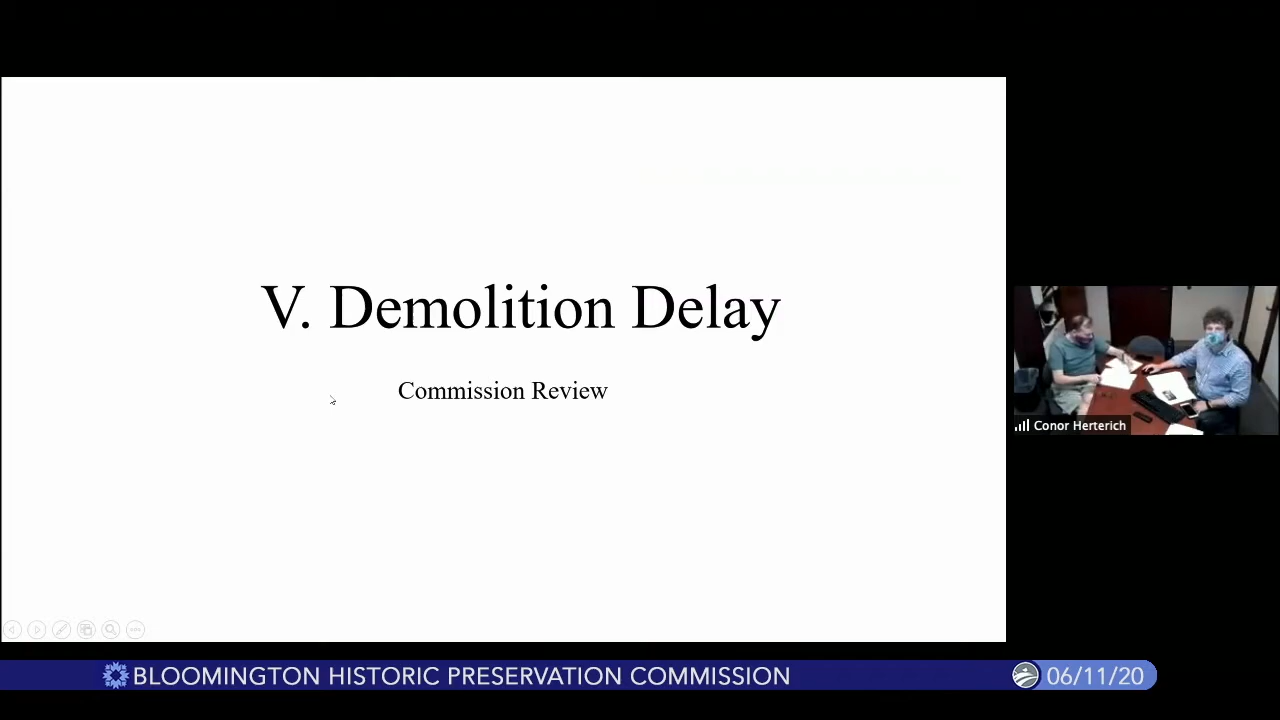 V. Demolition Delay
Commission Review
Conor Herterich
BLOOMINGTON HISTORIC PRESERVATION COMMISSION
06/11/20